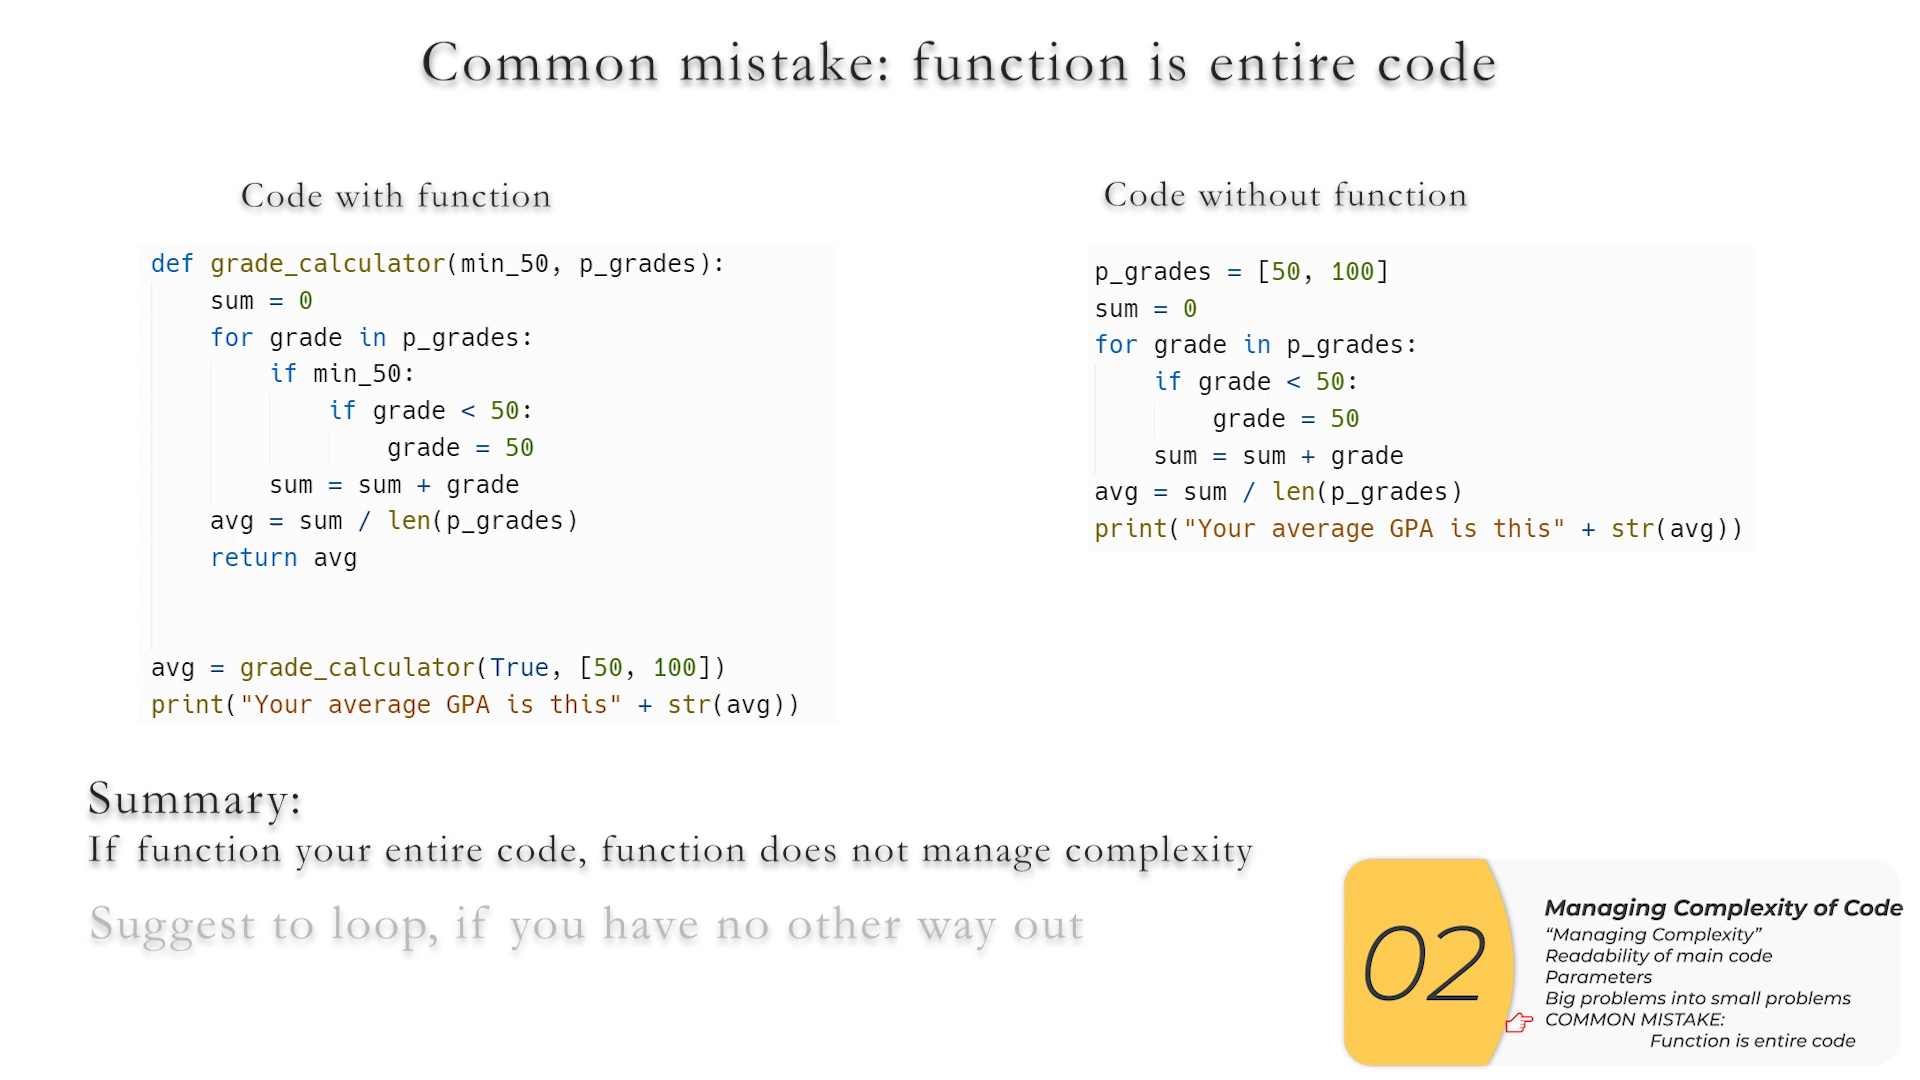 Common mistake: function is entire code
Code with function
def grade_calculator(min_50, p_grades):
    sum = 0
    for grade in p_grades:
        if min_50:
            if grade < 50:
                grade = 50
        sum = sum + grade
    avg = sum / len(p_grades)
    return avg
avg = grade_calculator(True, [50, 100])
print("Your average GPA is this" + str(avg))
Code without function
p_grades = [50, 100]
sum = 0
for grade in p_grades:
    if grade < 50:
        grade = 50
    sum = sum + grade
avg = sum / len(p_grades)
print("Your average GPA is this" + str(avg))
Summary:
If function your entire code, function does not manage complexity
Suggest to loop, if you have no other way out
02
Managing Complexity of Code
“Managing Complexity”
Readability of main code
Parameters
Big problems into small problems
COMMON MISTAKE:
Function is entire code